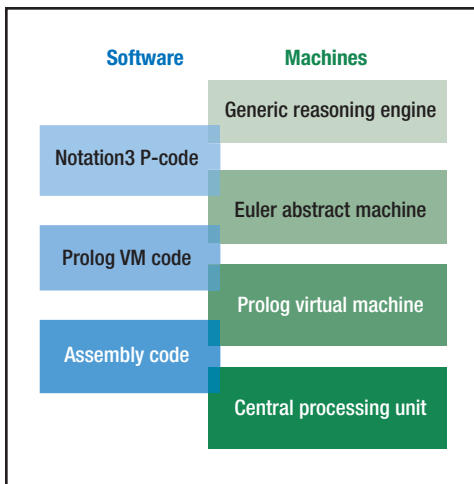 Software Machines
Generic reasoning engine
Notation3 P-code
Euler abstract machine
Prolog VM code
Prolog virtual machine
Assembly code
Central processing unit